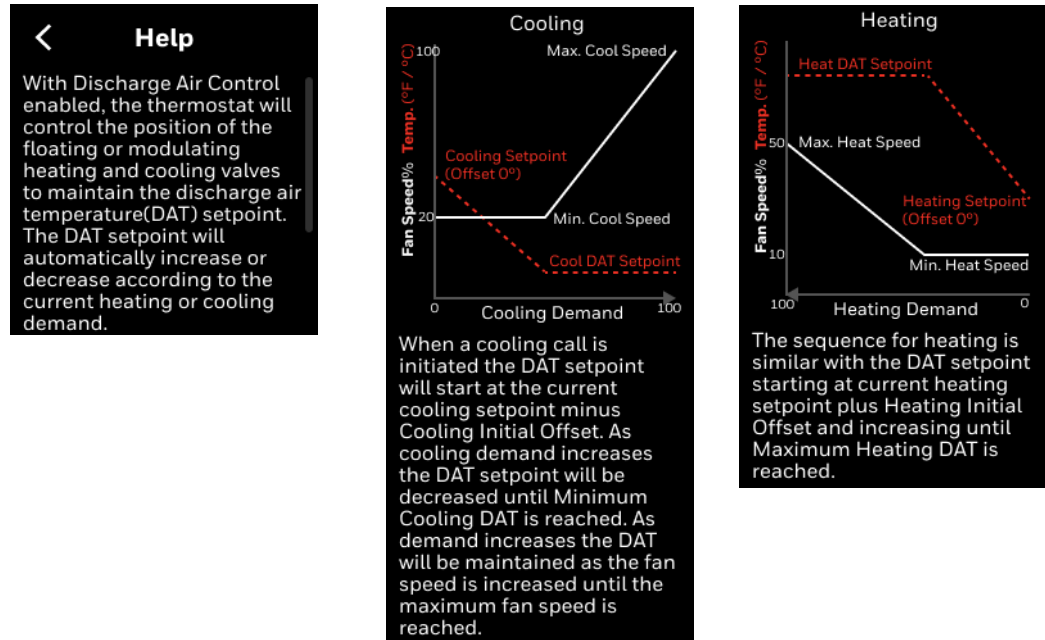 Help
With Discharge Air Control
enabled, the thermostat will
control the position of the
floating or modulating
heating and cooling valves
to maintain the discharge air
temperature(DAT) setpoint.
The DAT setpoint will
automatically increase or
decrease according to the
current heating or cooling
demand.
Cooling
Fan Speed% Temp. (°F / °C)
100
Max. Cool Speed
Cooling Setpoint
(Offset 0°)
20
Min. Cool Speed
Cool DAT Setpoint
0
Cooling Demand
100
When a cooling call is
initiated the DAT setpoint
will start at the current
cooling setpoint minus
Cooling Initial Offset. As
cooling demand increases
the DAT setpoint will be
decreased until Minimum
Cooling DAT is reached. As
demand increases the DAT
will be maintained as the fan
speed is increased until the
maximum fan speed is
reached.
Heating
Fan Speed% Temp. (°F / °C)
Heat DAT Setpoint
50
Max. Heat Speed
Heating Setpoint
(Offset 0°)
10
Min. Heat Speed
100
Heating Demand
0
The sequence for heating is
similar with the DAT setpoint
starting at current heating
setpoint plus Heating Initial
Offset and increasing until
Maximum Heating DAT is
reached.